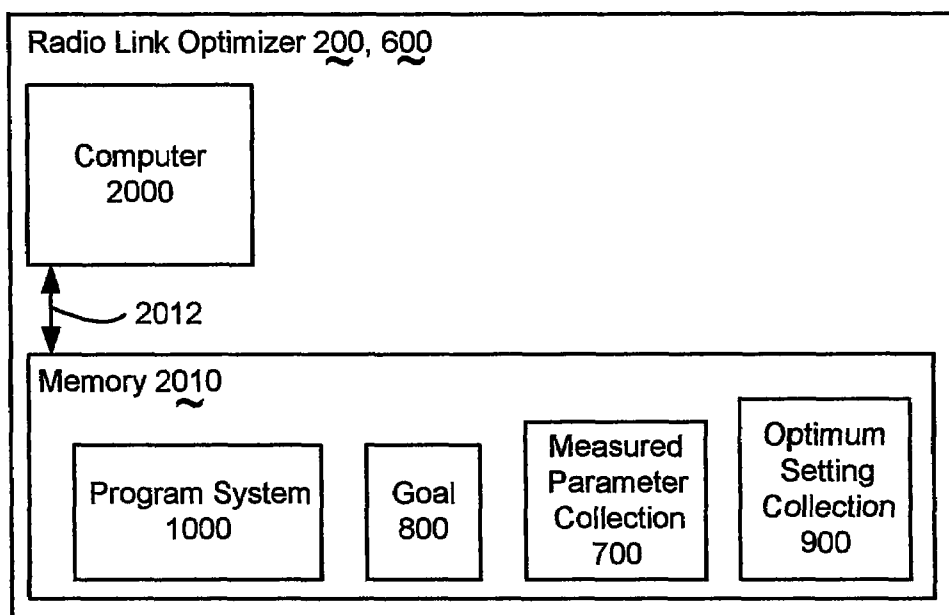 Radio Link Optimizer 200, 600
Computer
2000
2012
Memory 2010
Program System
1000
Goal
800
Measured
Parameter
Collection
700
Optimum
Setting
Collection
900